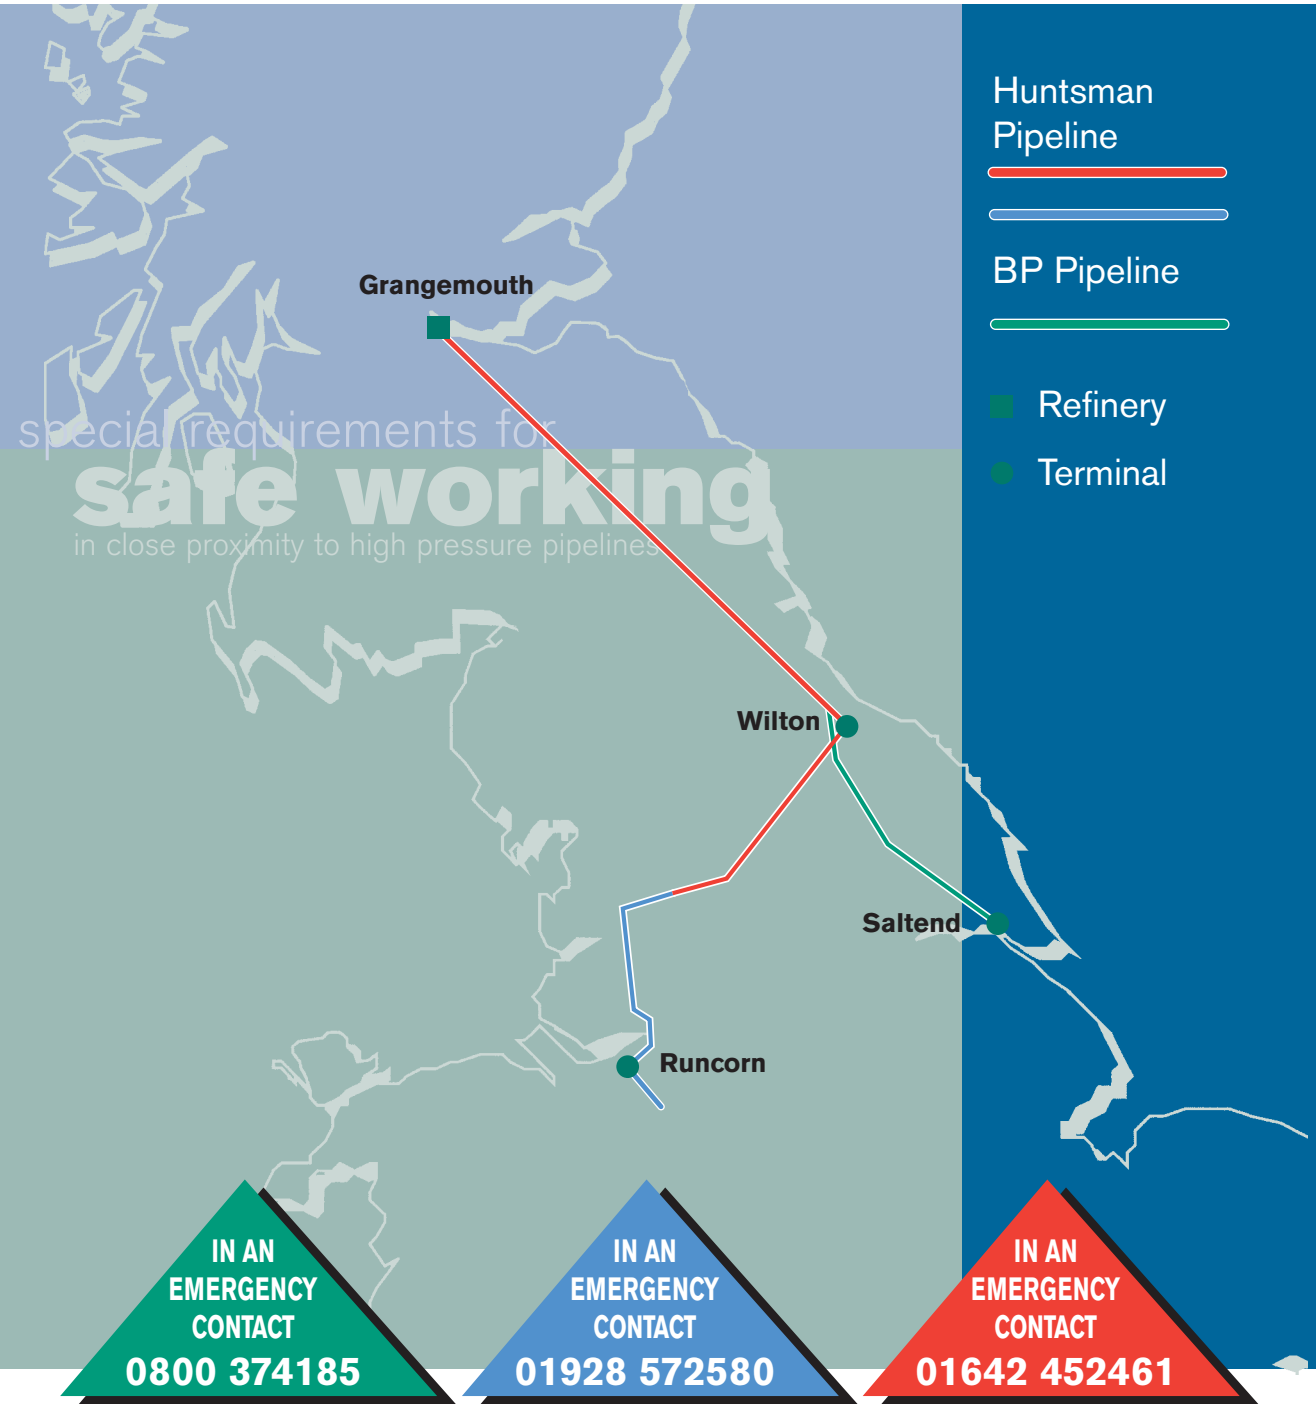 Huntsman
Pipeline
BP Pipeline
Refinery
Terminal
Grangemouth
special requirements for
safe working
in close proximity to high pressure pipelines
Wilton
Saltend
Runcorn
IN AN
EMERGENCY
CONTACT
0800 374185
IN AN
EMERGENCY
CONTACT
01928 572580
IN AN
EMERGENCY
CONTACT
01642 452461